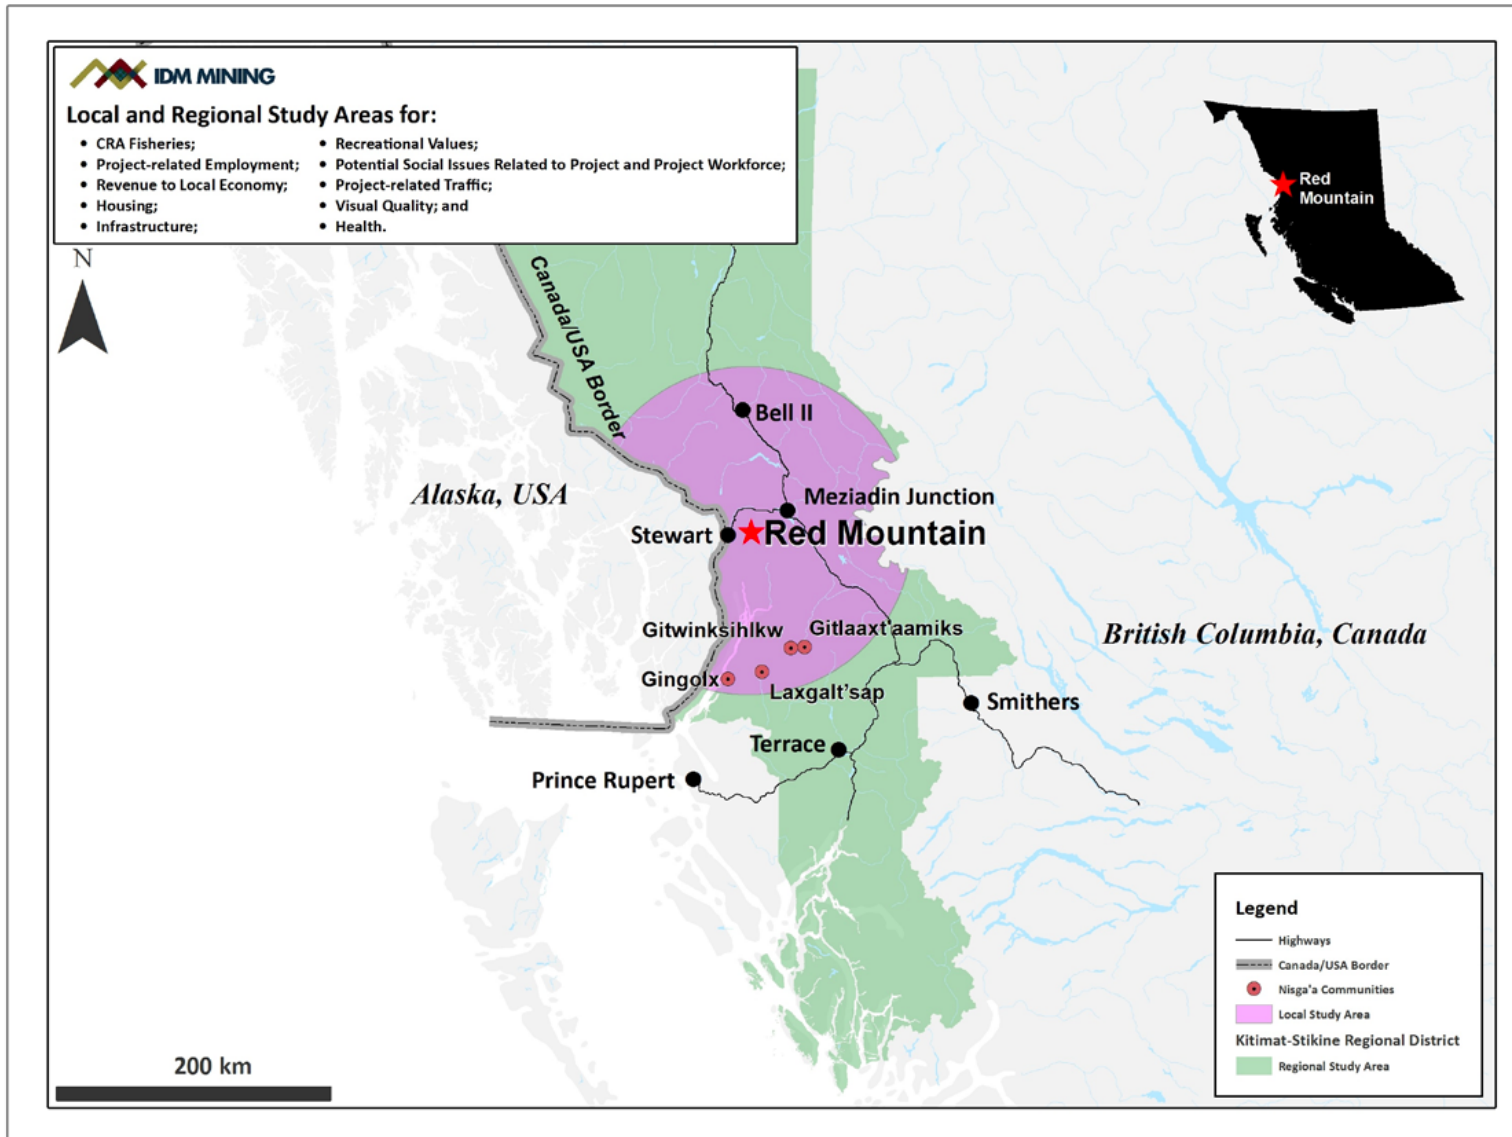 IDM MINING
Local and Regional Study Areas for:
• CRA Fisheries;
• Project-related Employment;
• Revenue to Local Economy;
• Housing;
• Infrastructure;
• Recreational Values;
• Potential Social Issues Related to Project and Project Workforce;
• Project-related Traffic;
• Visual Quality; and
• Health.
N
Red
Mountain
Canada/USA Border
Bell II
Alaska, USA
Meziadin Junction
Stewart
Red Mountain
Gitwinksihlkw
Gitlaaxt'aamiks
British Columbia, Canada
Gingolx
Laxgalt'sap
Smithers
Terrace
Prince Rupert
200 km
Legend
Highways
Canada/USA Border
Nisga'a Communities
Local Study Area
Kitimat-Stikine Regional District
Regional Study Area